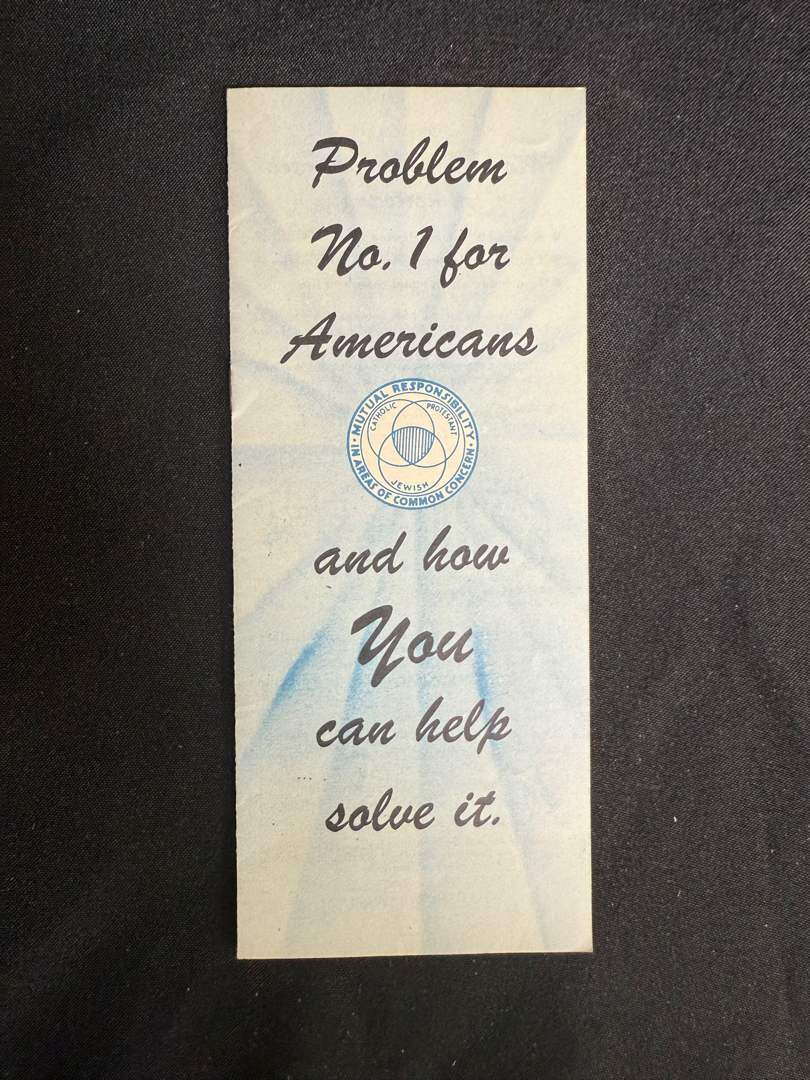 Problem
No. 1 for
Americans
MUTUAL RESPONSIBILITY
IN AREAS OF COMMON CONCERN
CATHOLIC
PROTESTANT
JEWISH
and how
You
can help
solve it.